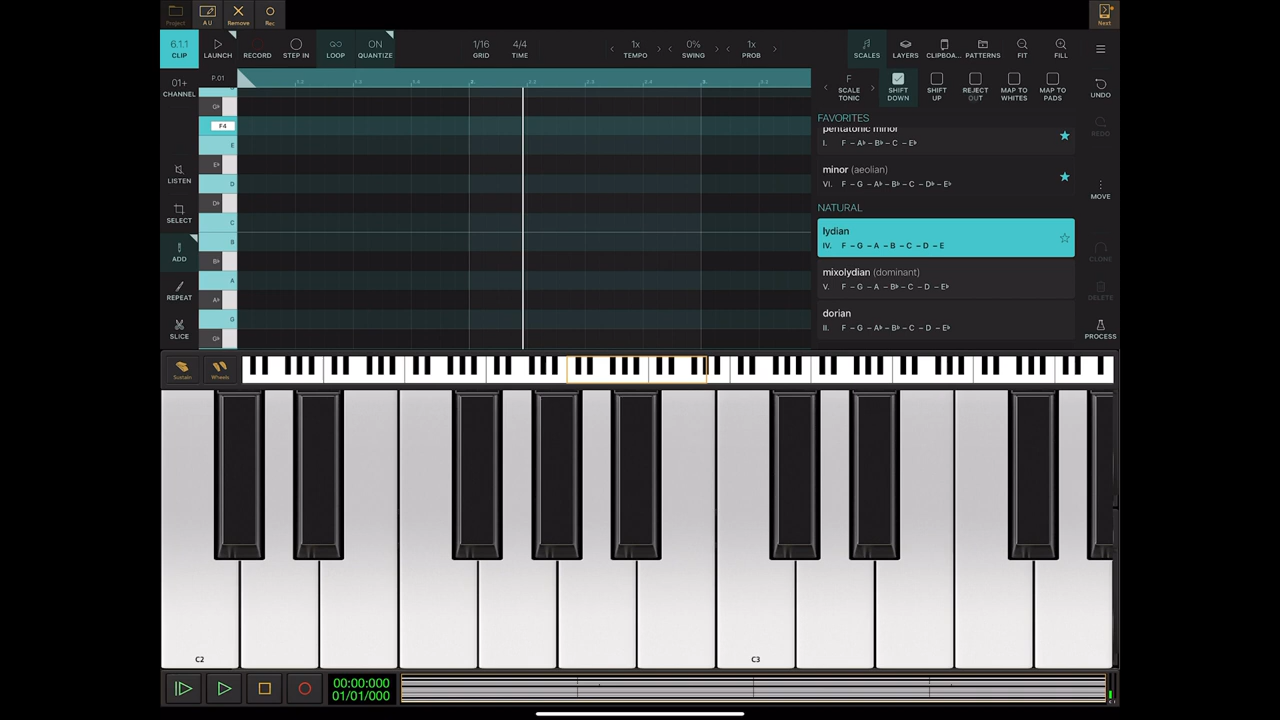 Project AU Remove Rec Next
6.1.1 CLIP LAUNCH RECORD STEP IN LOOP ON QUANTIZE 1/16 GRID 4/4 TIME 1x TEMPO 0% SWING 1x PROB SCALES LAYERS CLIPBOA.. PATTERNS FIT FILL
01+ CHANNEL
P.01
F SCALE TONIC
SHIFT DOWN
SHIFT UP
REJECT OUT
MAP TO WHITES
MAP TO PADS
UNDO
REDO
FAVORITES
pentatonic minor
I. F – A♭ – B♭ – C – E♭
minor (aeolian)
VI. F – G – A♭ – B♭ – C – D♭ – E♭
NATURAL
lydian
IV. F – G – A – B – C – D – E
mixolydian (dominant)
V. F – G – A – B♭ – C – D – E♭
dorian
II. F – G – A♭ – B♭ – C – D – E♭
MOVE
CLONE
DELETE
PROCESS
LISTEN
SELECT
ADD
REPEAT
SLICE
G♭
F4
E
E♭
D
D♭
C
B
B♭
A
A♭
G
G♭
Sustain Wheels
C2 C3
00:00:000
01/01/000